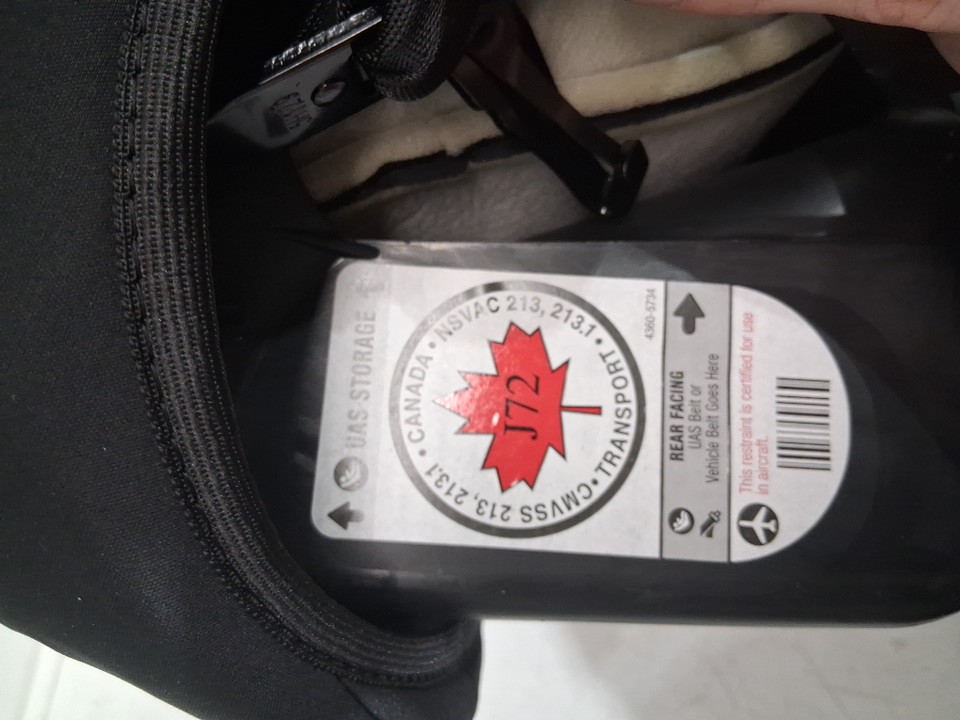 UAS STORAGE
CANADA • NSVAC 213, 213.1 • TRANSPORT • CMVSS 213, 213.1 •
J72
4360-5734
REAR FACING
UAS Belt or
Vehicle Belt Goes Here
This restraint is certified for use
in aircraft.